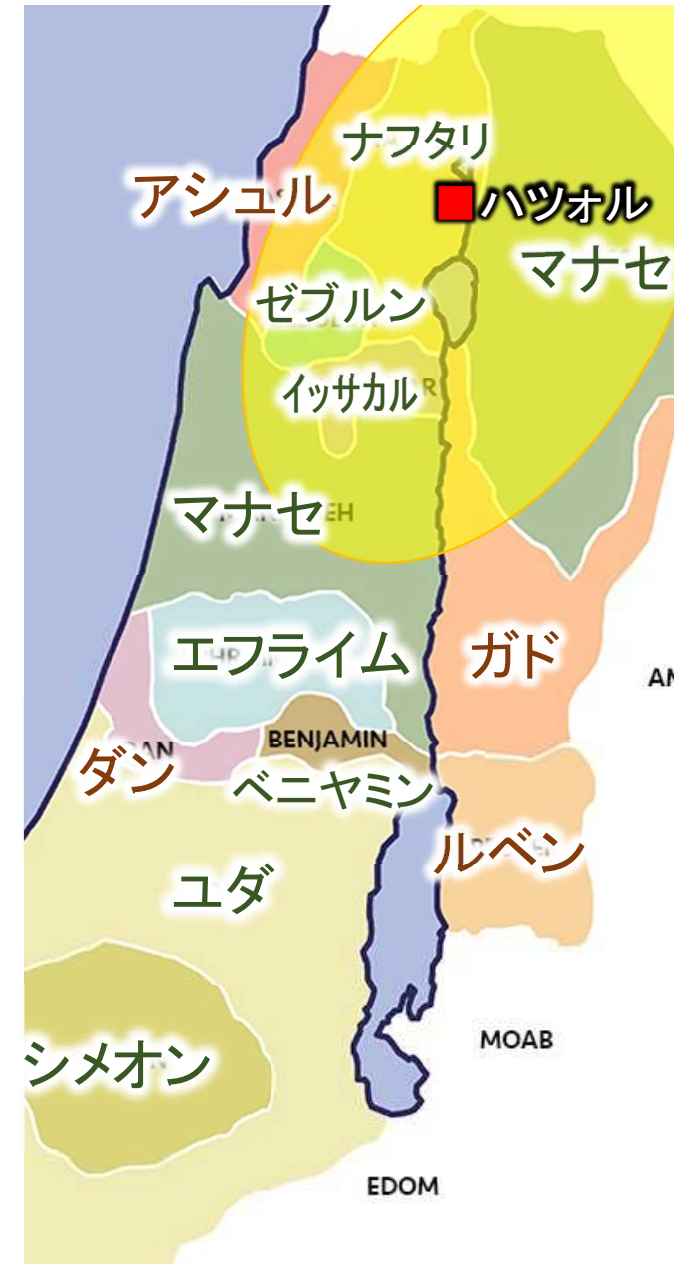 ナフタリ
アシュル
ハツォル
マナセ
ゼブルン
イッサカル
マナセ
EH
エフライム
ガド
AM
BENJAMIN
ダン
AN
ベニヤミン
ルベン
ユダ
シメオン
MOAB
EDOM